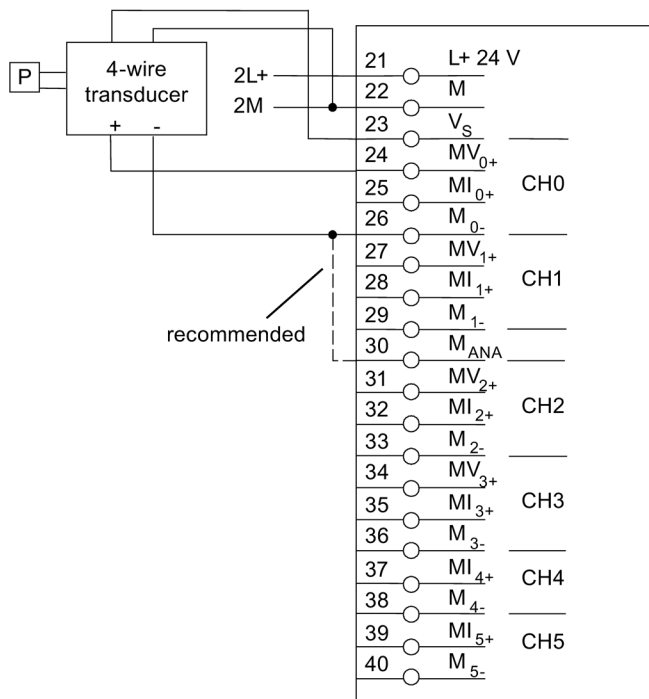 P
4-wire
transducer
+ -
2L+
2M
recommended
21 L+ 24 V
22 M
23 VS
24 MV0+
25 MI0+
26 M0-
CH0
27 MV1+
28 MI1+
29 M1-
CH1
30 MANA
31 MV2+
32 MI2+
33 M2-
CH2
34 MV3+
35 MI3+
36 M3-
CH3
37 MI4+
38 M4-
CH4
39 MI5+
40 M5-
CH5